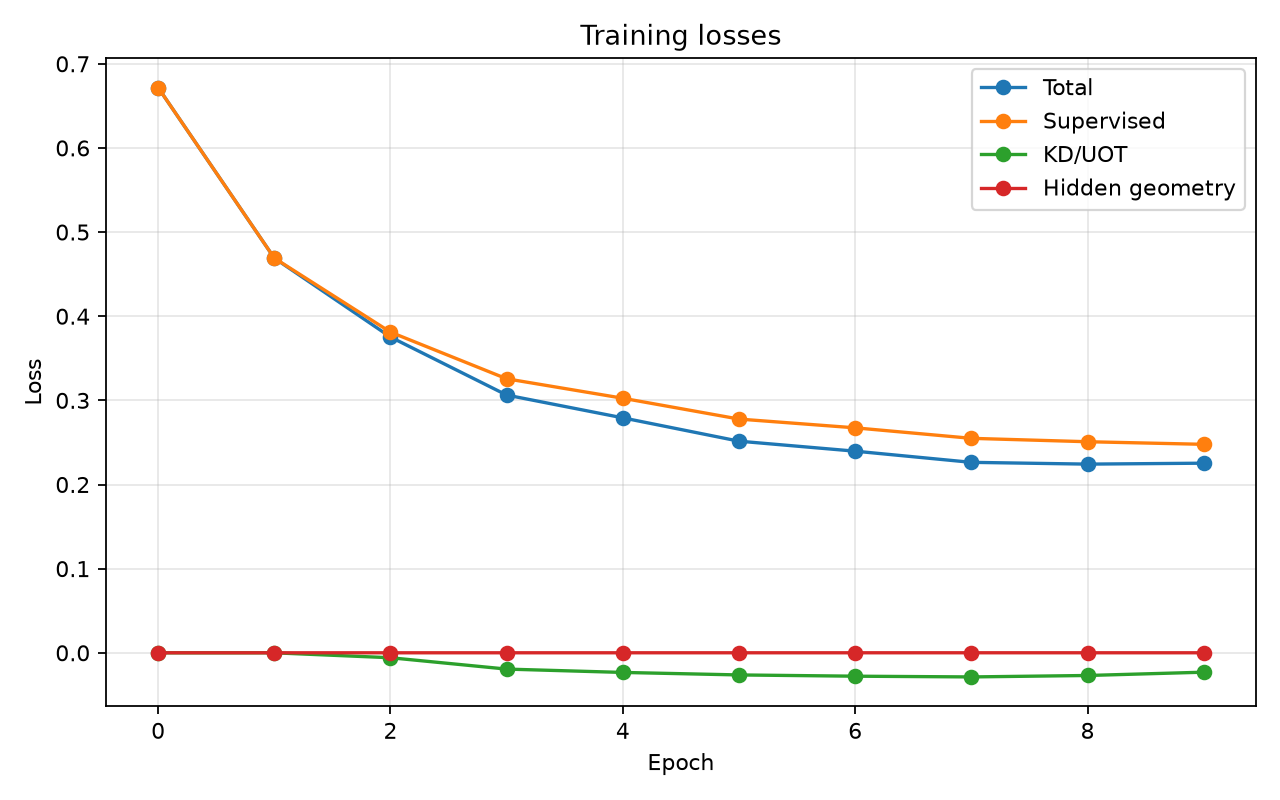 Training losses
Total
Supervised
KD/UOT
Hidden geometry
0.7
0.6
0.5
0.4
0.3
0.2
0.1
0.0
Loss
0 2 4 6 8
Epoch